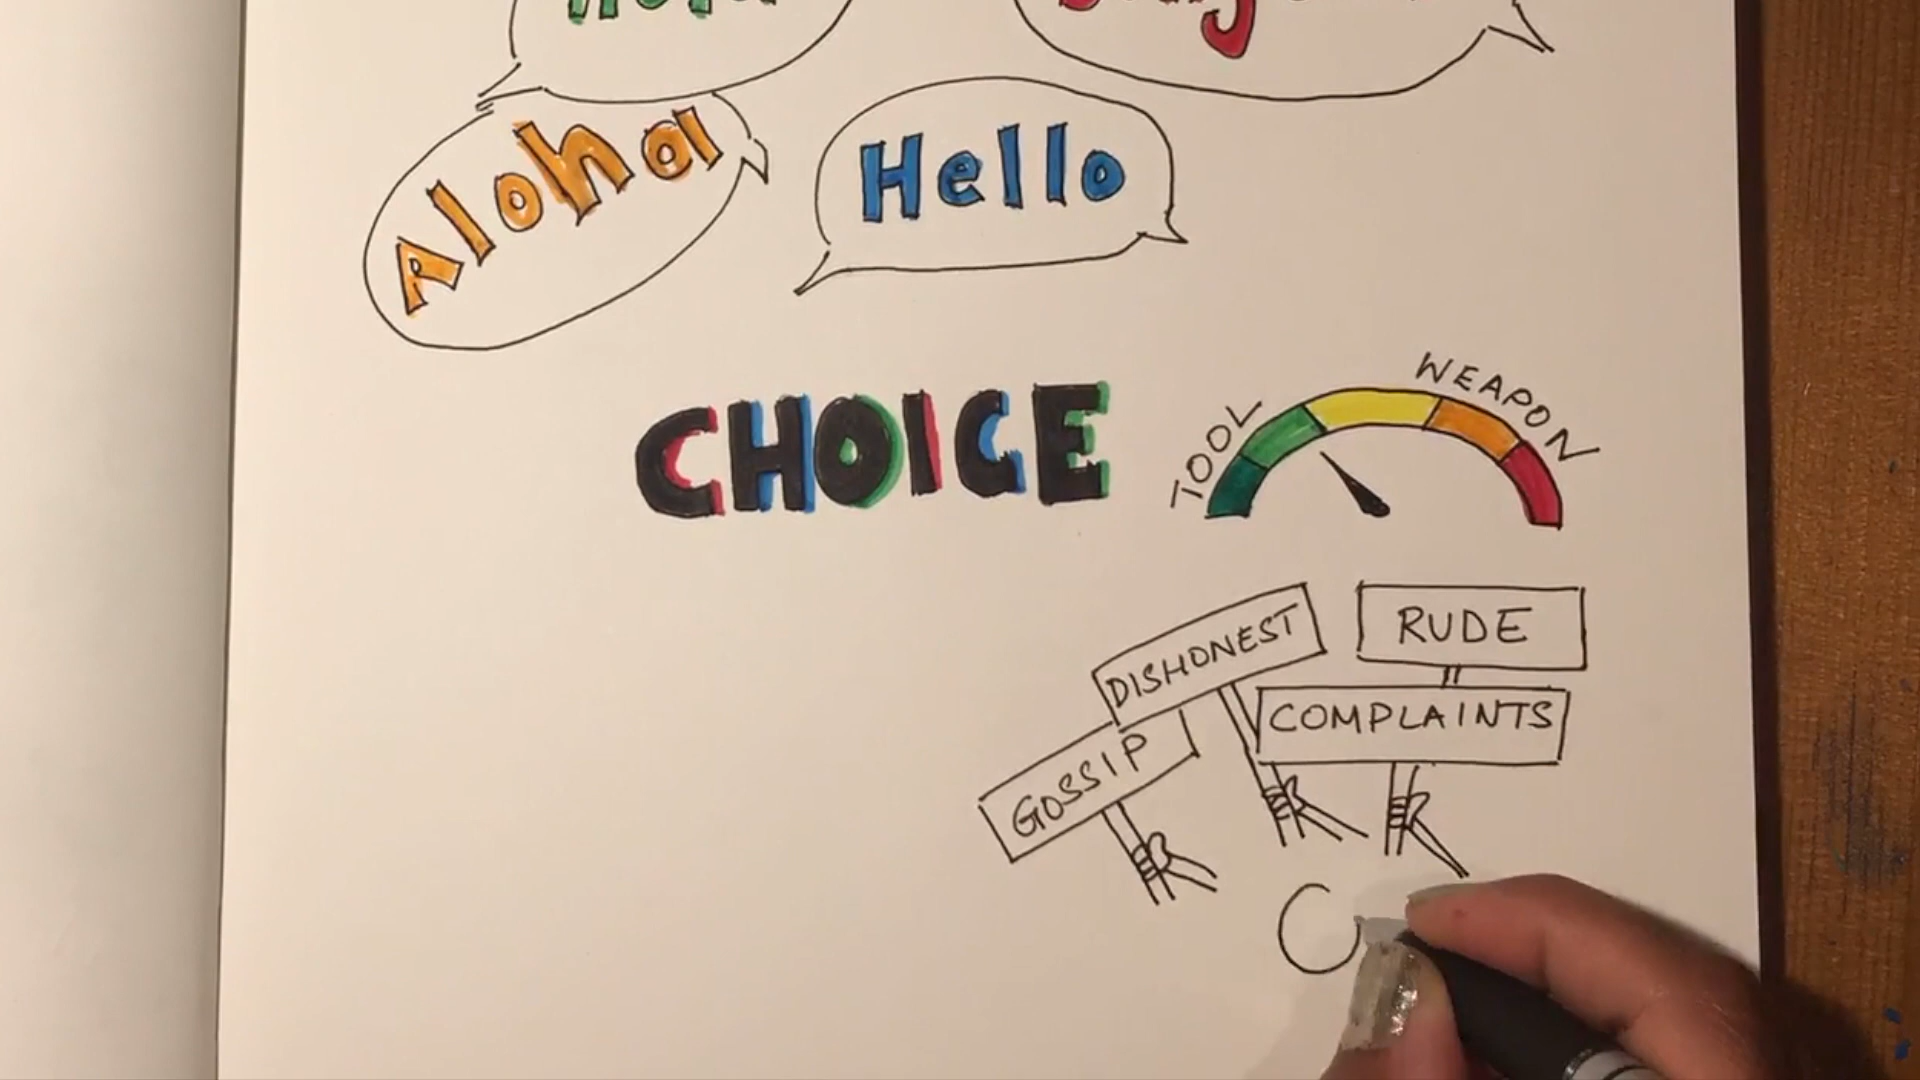 Aloha
Hello
CHOICE
TOOL
WEAPON
DISHONEST
RUDE
GOSSIP
COMPLAINTS